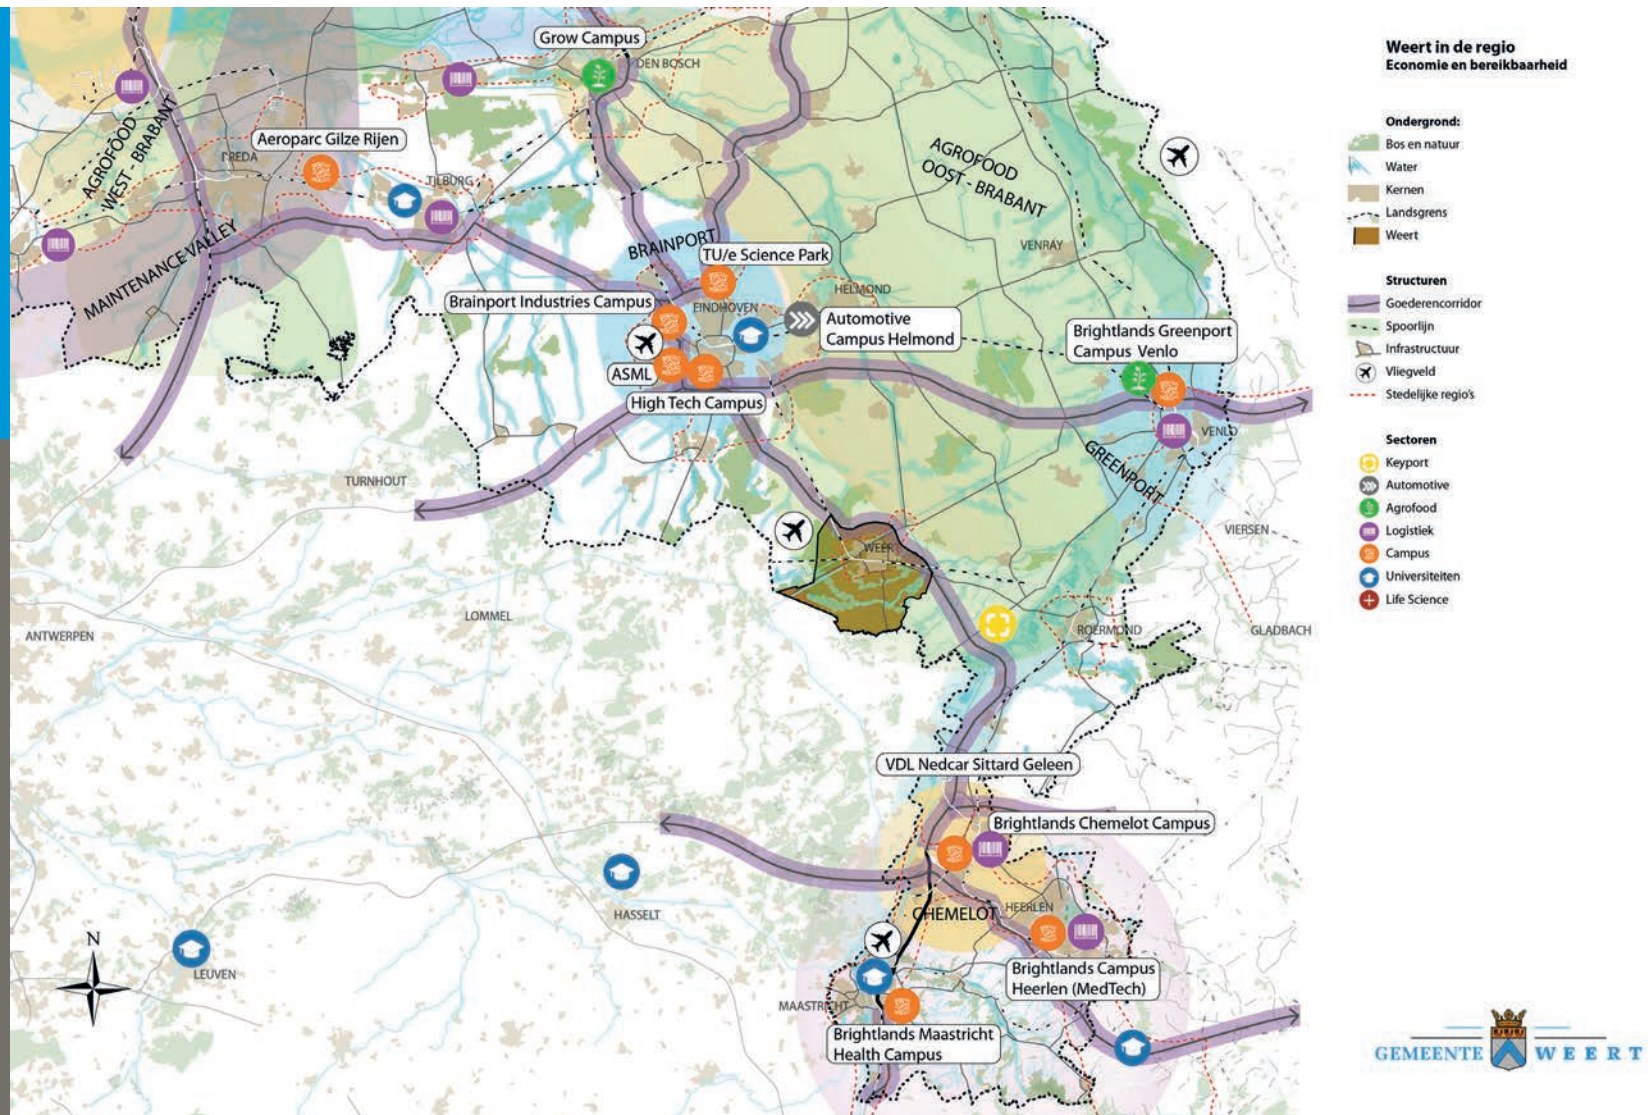 Weert in de regio
Economie en bereikbaarheid
Ondergrond:
Bos en natuur
Water
Kernen
Landsgrens
Weert
Structuren
Goederencorridor
Spoorlijn
Infrastructuur
Vliegveld
Stedelijke regio's
Sectoren
Keyport
Automotive
Agrofood
Logistiek
Campus
Universiteiten
Life Science
Grow Campus
DEN BOSCH
Aeroparc Gilze Rijen
BREDA
AGROFOOD
WEST - BRABANT
TILBURG
MAINTENANCE VALLEY
AGROFOOD
OOST - BRABANT
VENRAY
BRAINPORT
TU/e Science Park
HELMOND
Brainport Industries Campus
EINDHOVEN
Automotive
Campus Helmond
Brightlands Greenport
Campus Venlo
ASML
High Tech Campus
VENLO
GREENPORT
TURNHOUT
VIERSEN
WEERT
LOMMEL
ANTWERPEN
ROERMOND
GLADBACH
VDL Nedcar Sittard Geleen
Brightlands Chemelot Campus
HASSELT
CHEMELOT
HEERLEN
N
LEUVEN
Brightlands Campus
Heerlen (MedTech)
MAASTRICHT
Brightlands Maastricht
Health Campus
GEMEENTE WEERT